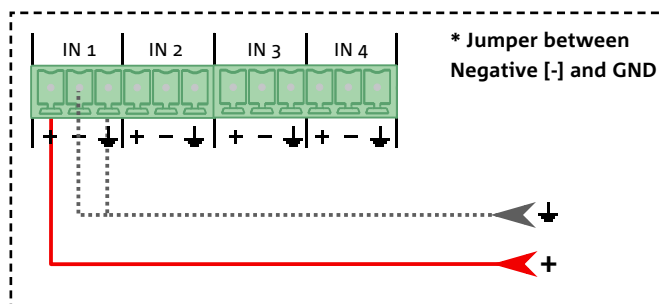 IN 1 IN 2 IN 3 IN 4
* Jumper between
Negative [-] and GND
+ − + − + − + −
+